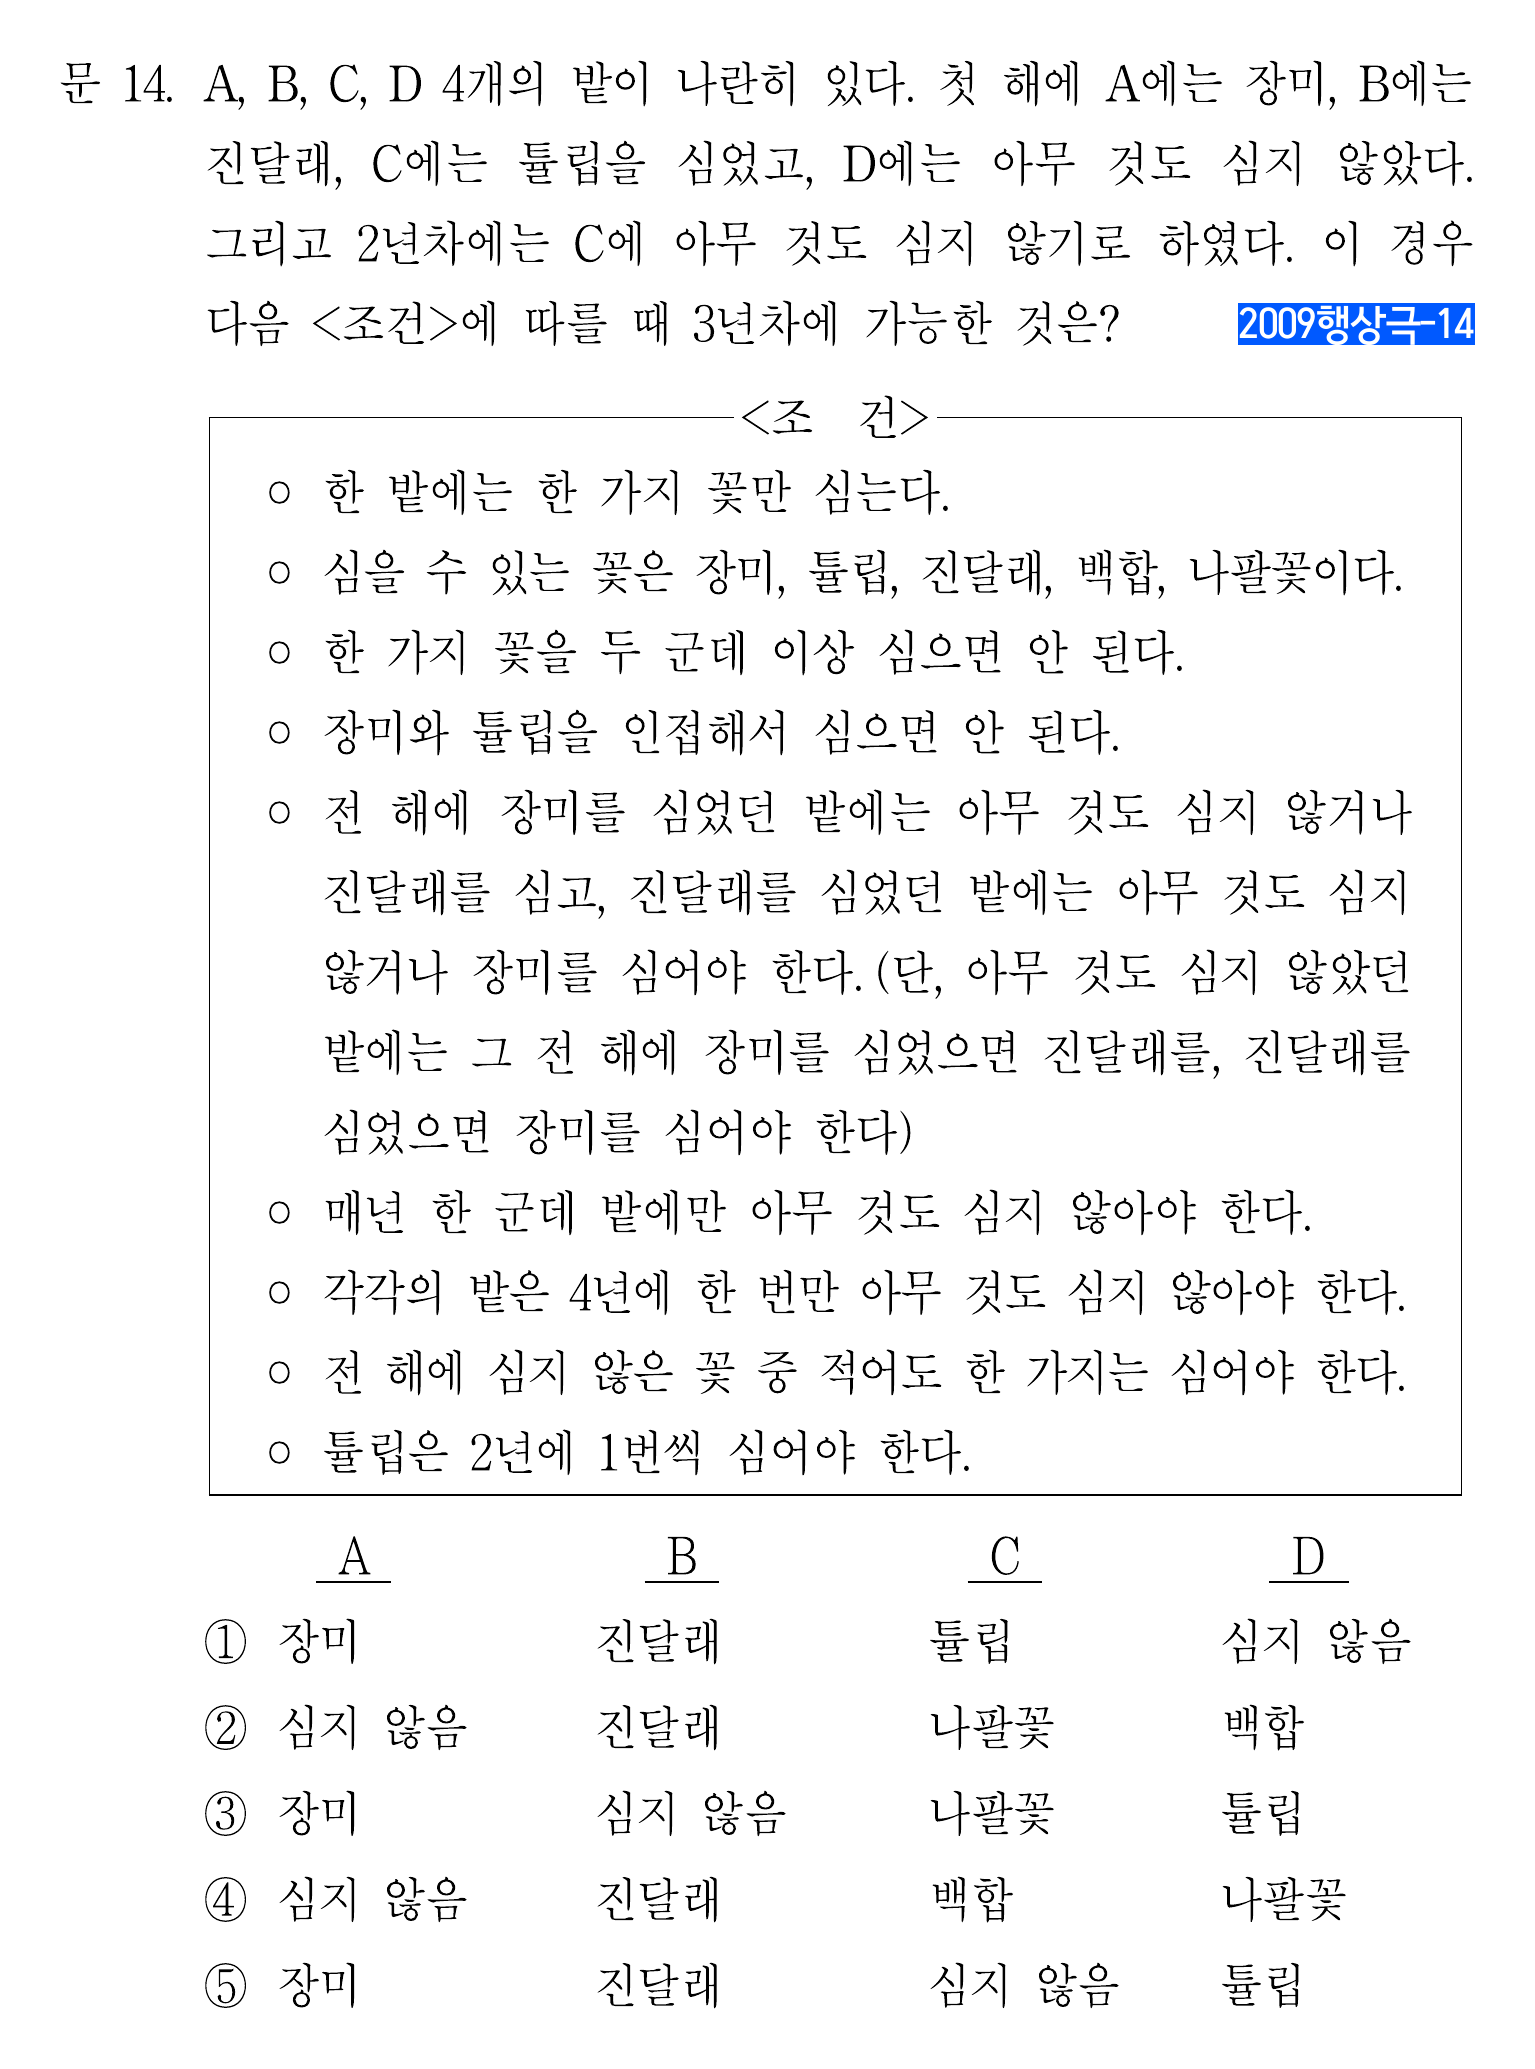 문 14. A, B, C, D 4개의 밭이 나란히 있다. 첫 해에 A에는 장미, B에는
진달래, C에는 튤립을 심었고, D에는 아무 것도 심지 않았다.
그리고 2년차에는 C에 아무 것도 심지 않기로 하였다. 이 경우
다음 <조건>에 따를 때 3년차에 가능한 것은? 2009행상극-14
<조 건>
○ 한 밭에는 한 가지 꽃만 심는다.
○ 심을 수 있는 꽃은 장미, 튤립, 진달래, 백합, 나팔꽃이다.
○ 한 가지 꽃을 두 군데 이상 심으면 안 된다.
○ 장미와 튤립을 인접해서 심으면 안 된다.
○ 전 해에 장미를 심었던 밭에는 아무 것도 심지 않거나
진달래를 심고, 진달래를 심었던 밭에는 아무 것도 심지
않거나 장미를 심어야 한다. (단, 아무 것도 심지 않았던
밭에는 그 전 해에 장미를 심었으면 진달래를, 진달래를
심었으면 장미를 심어야 한다)
○ 매년 한 군데 밭에만 아무 것도 심지 않아야 한다.
○ 각각의 밭은 4년에 한 번만 아무 것도 심지 않아야 한다.
○ 전 해에 심지 않은 꽃 중 적어도 한 가지는 심어야 한다.
○ 튤립은 2년에 1번씩 심어야 한다.
A B C D
① 장미 진달래 튤립 심지 않음
② 심지 않음 진달래 나팔꽃 백합
③ 장미 심지 않음 나팔꽃 튤립
④ 심지 않음 진달래 백합 나팔꽃
⑤ 장미 진달래 심지 않음 튤립